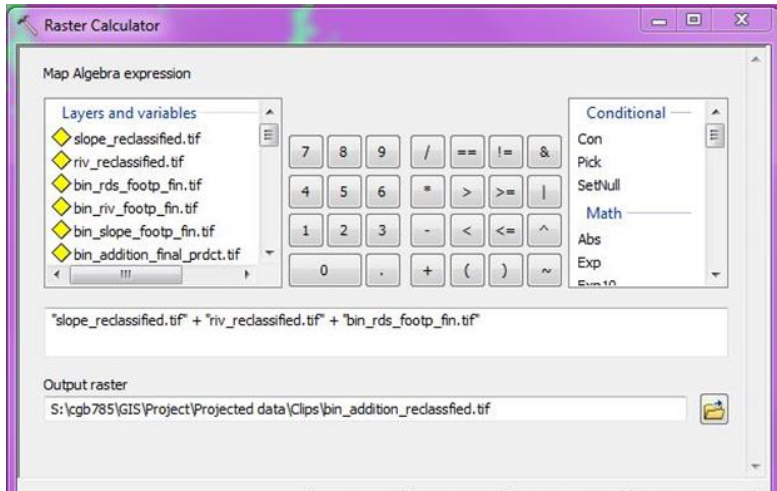 Raster Calculator
Map Algebra expression
Layers and variables
slope_reclassified.tif
riv_reclassified.tif
bin_rds_footp_fin.tif
bin_riv_footp_fin.tif
bin_slope_footp_fin.tif
bin_addition_final_prdct.tif
7 8 9 / == != &
4 5 6 * > >= |
1 2 3 - < <= ^
0 . + ( ) ~
Conditional
Con
Pick
SetNull
Math
Abs
Exp
Exp10
"slope_reclassified.tif" + "riv_reclassified.tif" + "bin_rds_footp_fin.tif"
Output raster
S:\cgb785\GIS\Project\Projected data\Clips\bin_addition_reclassfied.tif